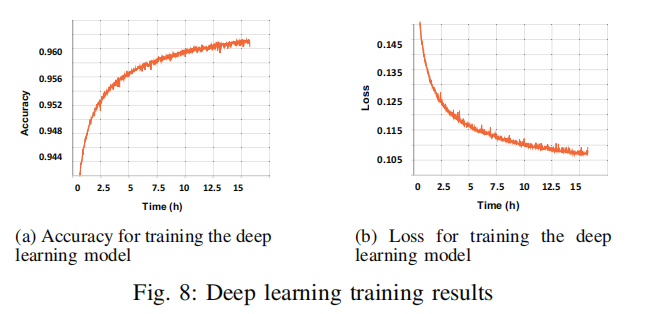 0.960
0.956
0.952
0.948
0.944
Accuracy
0 2.5 5 7.5 10 12.5 15
Time (h)
(a) Accuracy for training the deep
learning model
0.145
0.135
0.125
0.115
0.105
Loss
0 2.5 5 7.5 10 12.5 15
Time (h)
(b) Loss for training the deep
learning model
Fig. 8: Deep learning training results